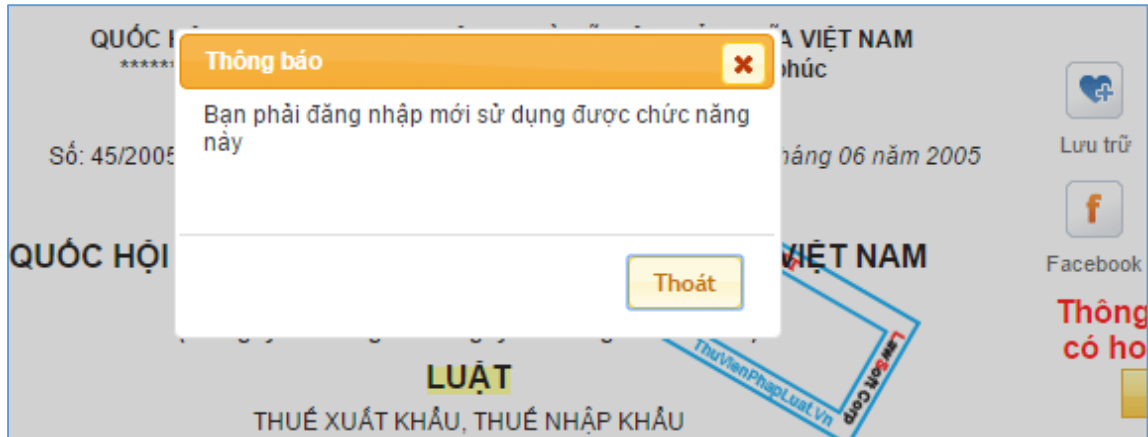 QUỐC
A VIỆT NAM
*******
phúc
Thông báo
Bạn phải đăng nhập mới sử dụng được chức năng
này
Số: 45/2005
háng 06 năm 2005
Lưu trữ
QUỐC HỘI
VIỆT NAM
Thoát
Facebook
Thông
có ho
LUẬT
THUẾ XUẤT KHẨU, THUẾ NHẬP KHẨU
ThuVienPhapLuat.Vn
LawSoft Corp